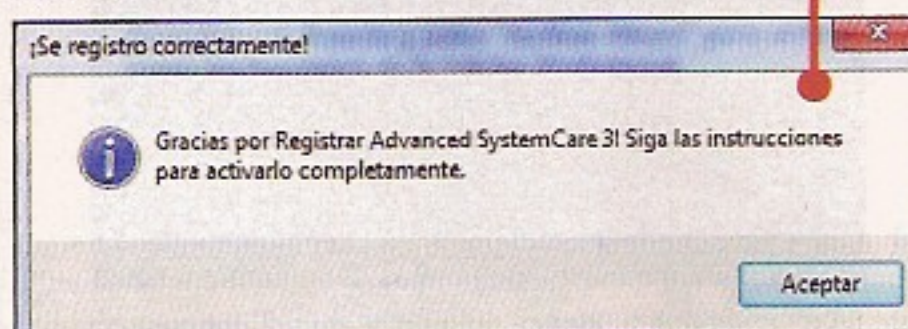 ¡Se registro correctamente!
Gracias por Registrar Advanced SystemCare 3! Siga las instrucciones
para activarlo completamente.
Aceptar